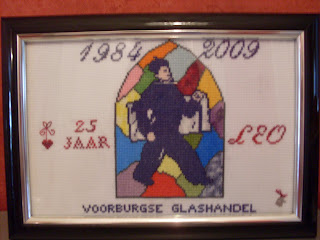 1984 2009
25
JAAR
LEO
VOORBURGSE GLASHANDEL